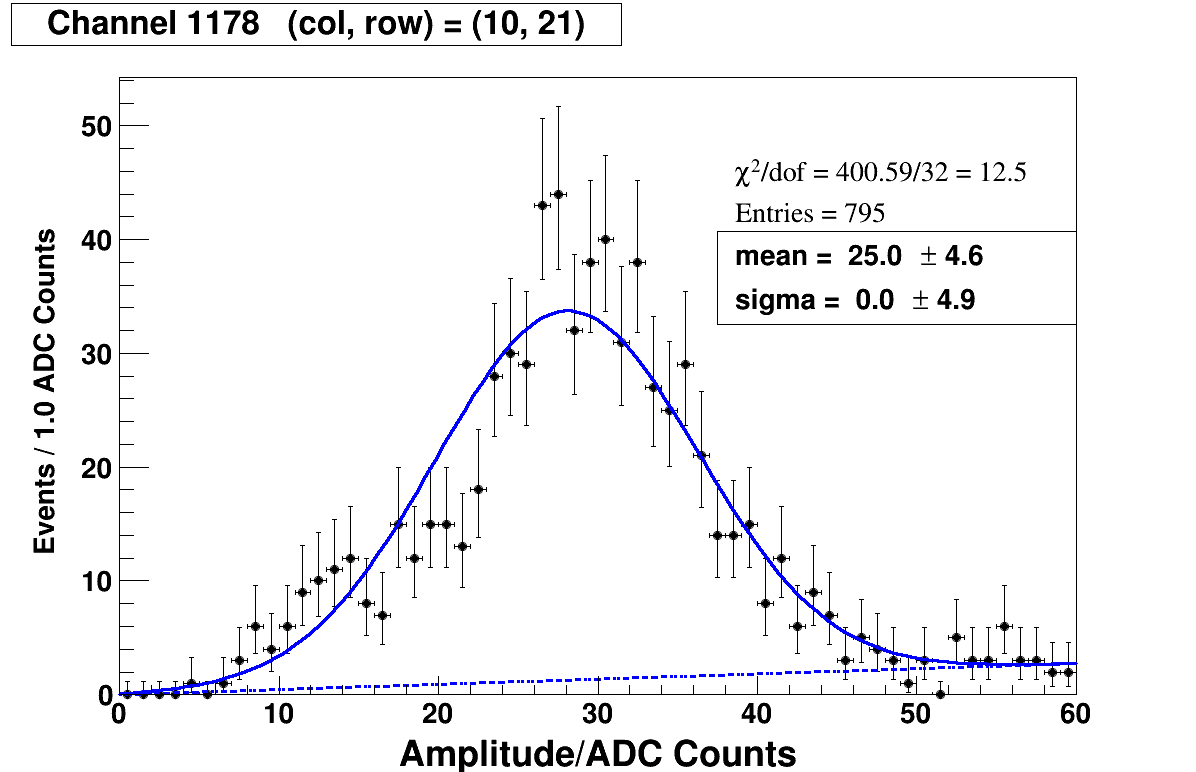 Channel 1178 (col, row) = (10, 21)
χ²/dof = 400.59/32 = 12.5
Entries = 795
mean = 25.0 ± 4.6
sigma = 0.0 ± 4.9
Events / 1.0 ADC Counts
50
40
30
20
10
0
0 10 20 30 40 50 60
Amplitude/ADC Counts